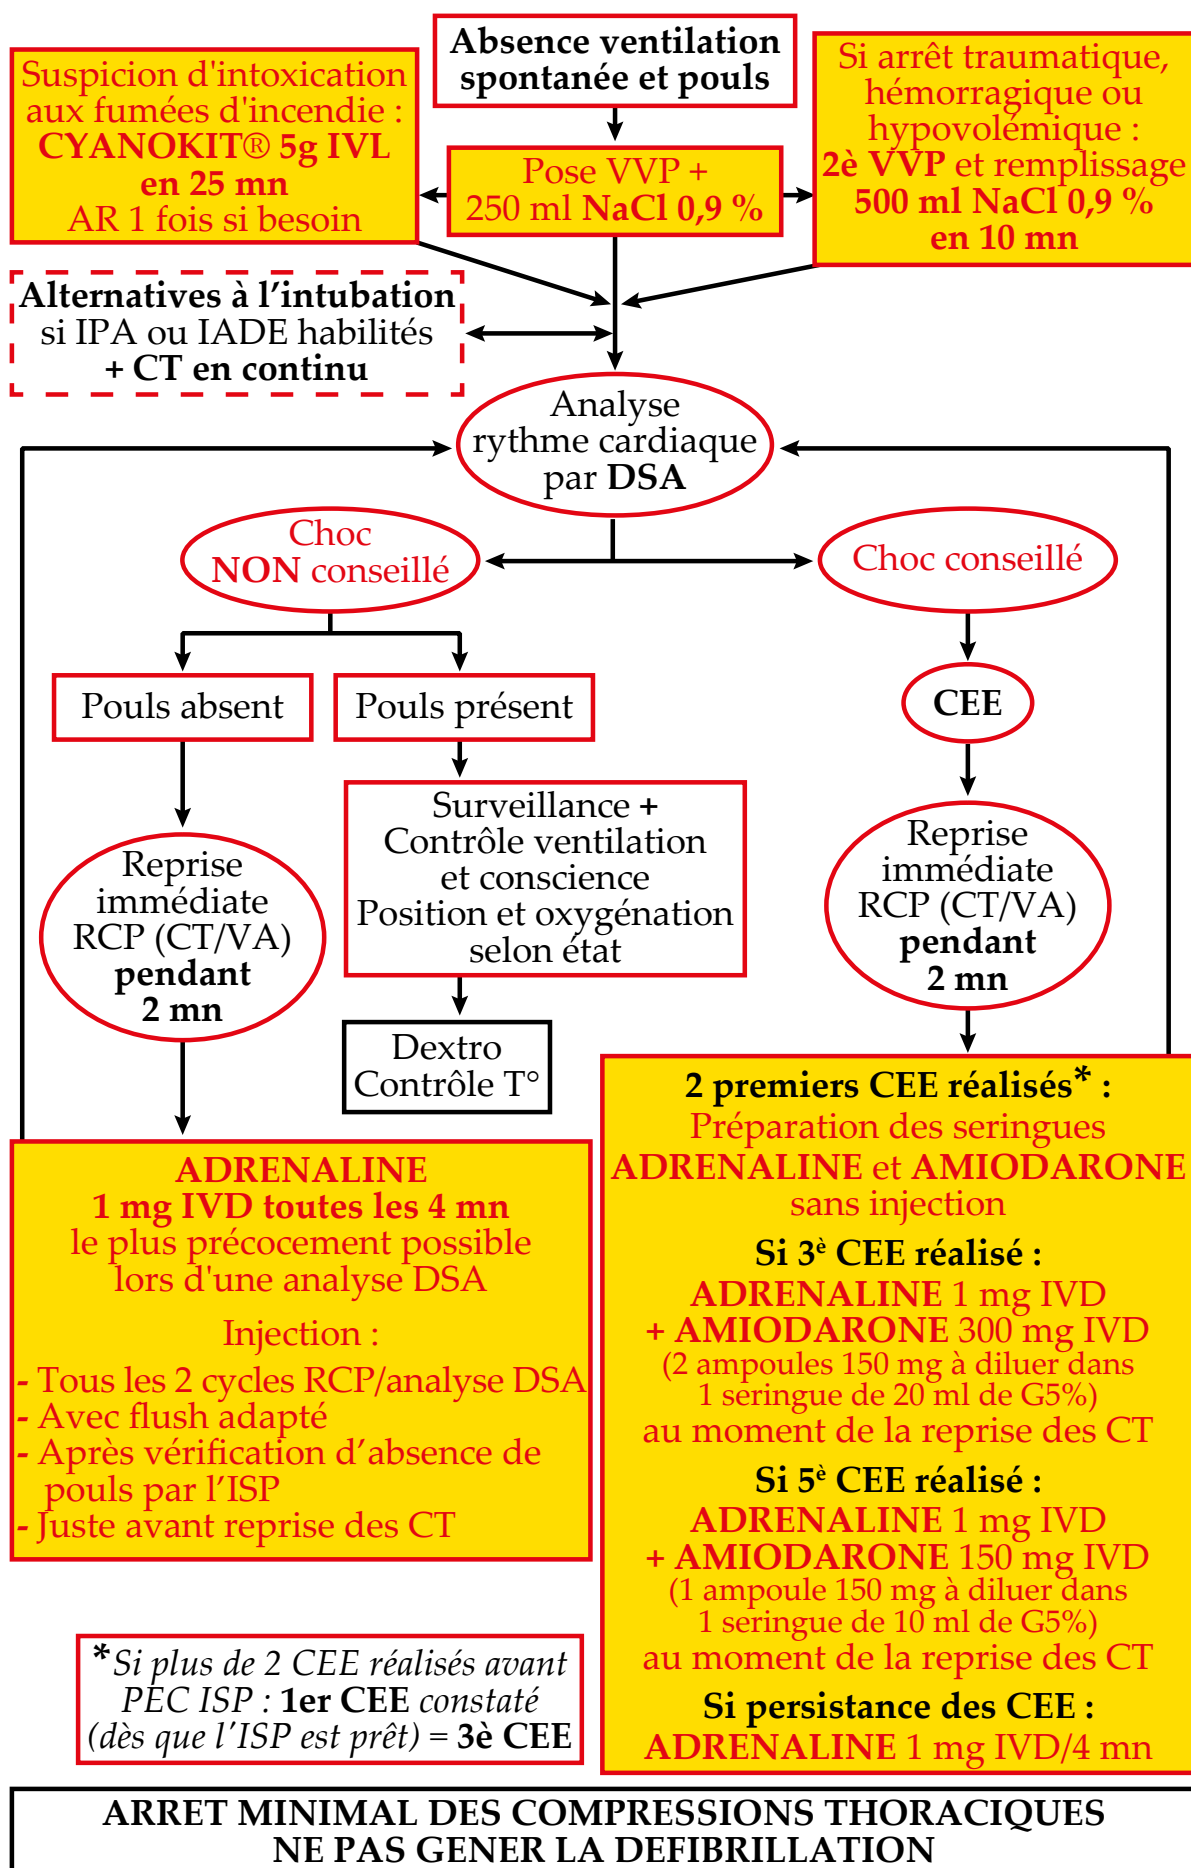 Absence ventilation
spontanée et pouls
Suspicion d'intoxication
aux fumées d'incendie :
CYANOKIT® 5g IVL
en 25 mn
AR 1 fois si besoin
Pose VVP +
250 ml NaCl 0,9 %
Si arrêt traumatique,
hémorragique ou
hypovolémique :
2è VVP et remplissage
500 ml NaCl 0,9 %
en 10 mn
Alternatives à l’intubation
si IPA ou IADE habilités
+ CT en continu
Analyse
rythme cardiaque
par DSA
Choc
NON conseillé
Choc conseillé
Pouls absent
Pouls présent
CEE
Reprise
immédiate
RCP (CT/VA)
pendant
2 mn
Surveillance +
Contrôle ventilation
et conscience
Position et oxygénation
selon état
Reprise
immédiate
RCP (CT/VA)
pendant
2 mn
Dextro
Contrôle T°
ADRENALINE
1 mg IVD toutes les 4 mn
le plus précocement possible
lors d'une analyse DSA
Injection :
- Tous les 2 cycles RCP/analyse DSA
- Avec flush adapté
- Après vérification d’absence de
pouls par l’ISP
- Juste avant reprise des CT
2 premiers CEE réalisés* :
Préparation des seringues
ADRENALINE et AMIODARONE
sans injection
Si 3è CEE réalisé :
ADRENALINE 1 mg IVD
+ AMIODARONE 300 mg IVD
(2 ampoules 150 mg à diluer dans
1 seringue de 20 ml de G5%)
au moment de la reprise des CT
Si 5è CEE réalisé :
ADRENALINE 1 mg IVD
+ AMIODARONE 150 mg IVD
(1 ampoule 150 mg à diluer dans
1 seringue de 10 ml de G5%)
au moment de la reprise des CT
Si persistance des CEE :
ADRENALINE 1 mg IVD/4 mn
*Si plus de 2 CEE réalisés avant
PEC ISP : 1er CEE constaté
(dès que l'ISP est prêt) = 3è CEE
ARRET MINIMAL DES COMPRESSIONS THORACIQUES
NE PAS GENER LA DEFIBRILLATION